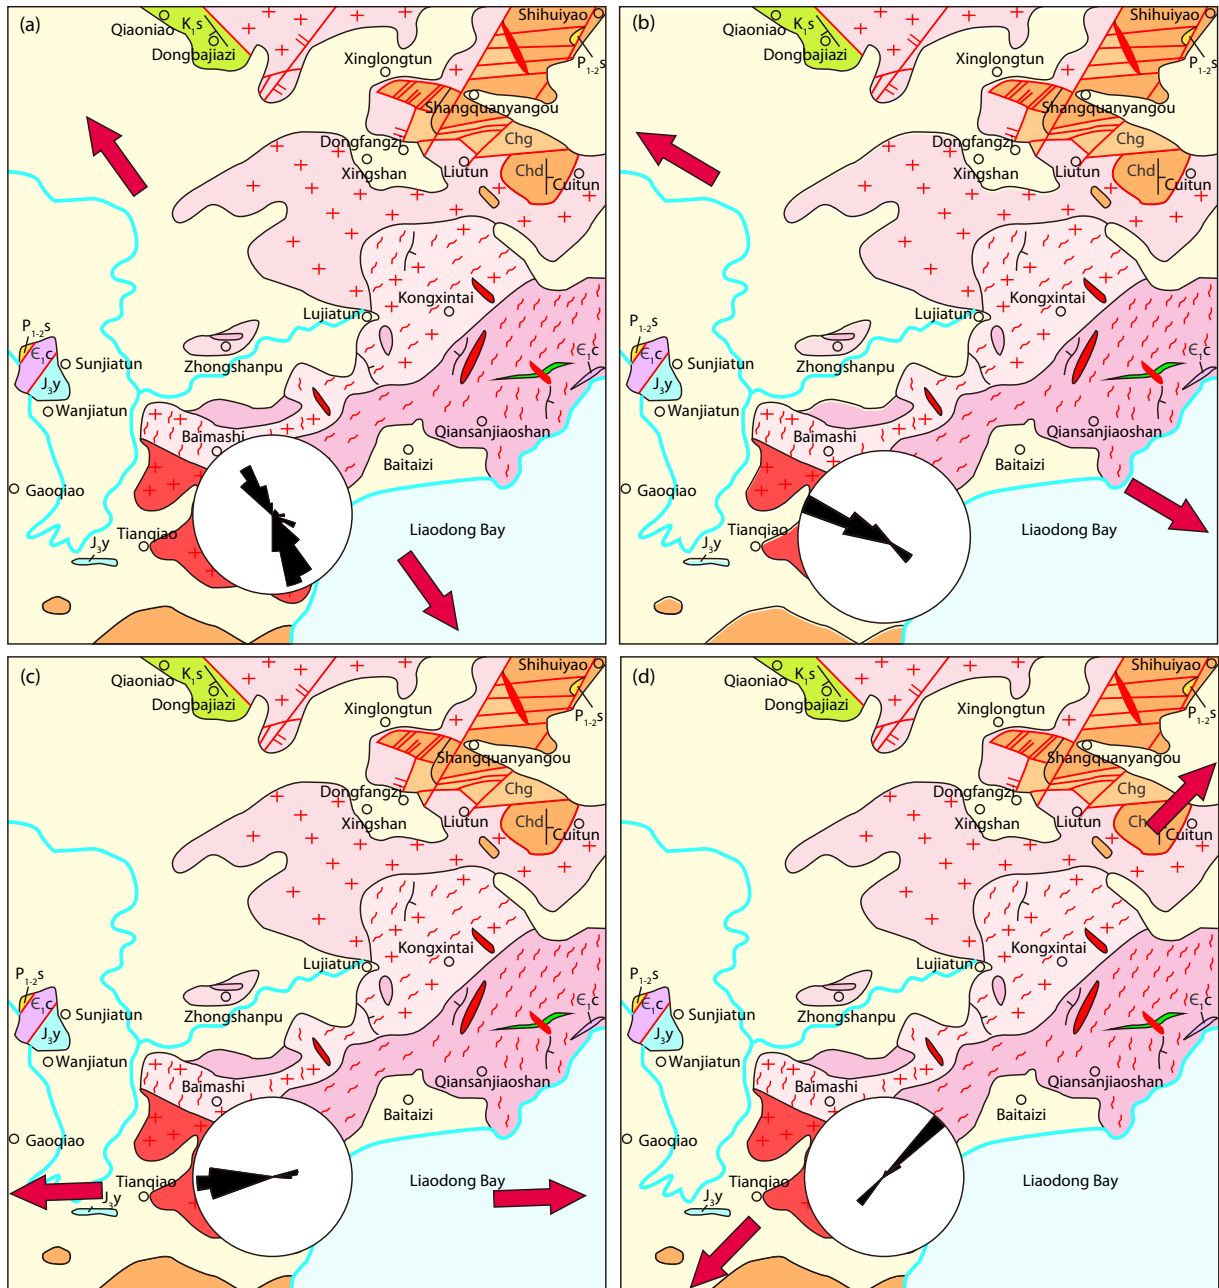 (a)
Qiaoniao
K1s
Dongbajiazi
Xinglongtun
Shihuiyao
P1-2s
Shangquanyangou
Chg
Dongfangzi
Xingshan
Liutun
Chd
Cuitun
Kongxintai
Lujiatun
P1-2s
Є1c
J3y
Sunjiatun
Wanjiatun
Zhongshanpu
Є1c
Qiansanjiaoshan
Baimashi
Baitaizi
Gaoqiao
Tianqiao
J3y
Liaodong Bay
(b)
Qiaoniao
K1s
Dongbajiazi
Xinglongtun
Shihuiyao
P1-2s
Shangquanyangou
Chg
Dongfangzi
Xingshan
Liutun
Chd
Cuitun
Kongxintai
Lujiatun
P1-2s
Є1c
J3y
Sunjiatun
Wanjiatun
Zhongshanpu
Є1c
Qiansanjiaoshan
Baimashi
Baitaizi
Gaoqiao
Tianqiao
J3y
Liaodong Bay
(c)
Qiaoniao
K1s
Dongbajiazi
Xinglongtun
Shihuiyao
P1-2s
Shangquanyangou
Chg
Dongfangzi
Xingshan
Liutun
Chd
Cuitun
Kongxintai
Lujiatun
P1-2s
Є1c
J3y
Sunjiatun
Wanjiatun
Zhongshanpu
Є1c
Qiansanjiaoshan
Baimashi
Baitaizi
Gaoqiao
Tianqiao
J3y
Liaodong Bay
(d)
Qiaoniao
K1s
Dongbajiazi
Xinglongtun
Shihuiyao
P1-2s
Shangquanyangou
Chg
Dongfangzi
Xingshan
Liutun
Chd
Cuitun
Kongxintai
Lujiatun
P1-2s
Є1c
J3y
Sunjiatun
Wanjiatun
Zhongshanpu
Є1c
Qiansanjiaoshan
Baimashi
Baitaizi
Gaoqiao
Tianqiao
J3y
Liaodong Bay